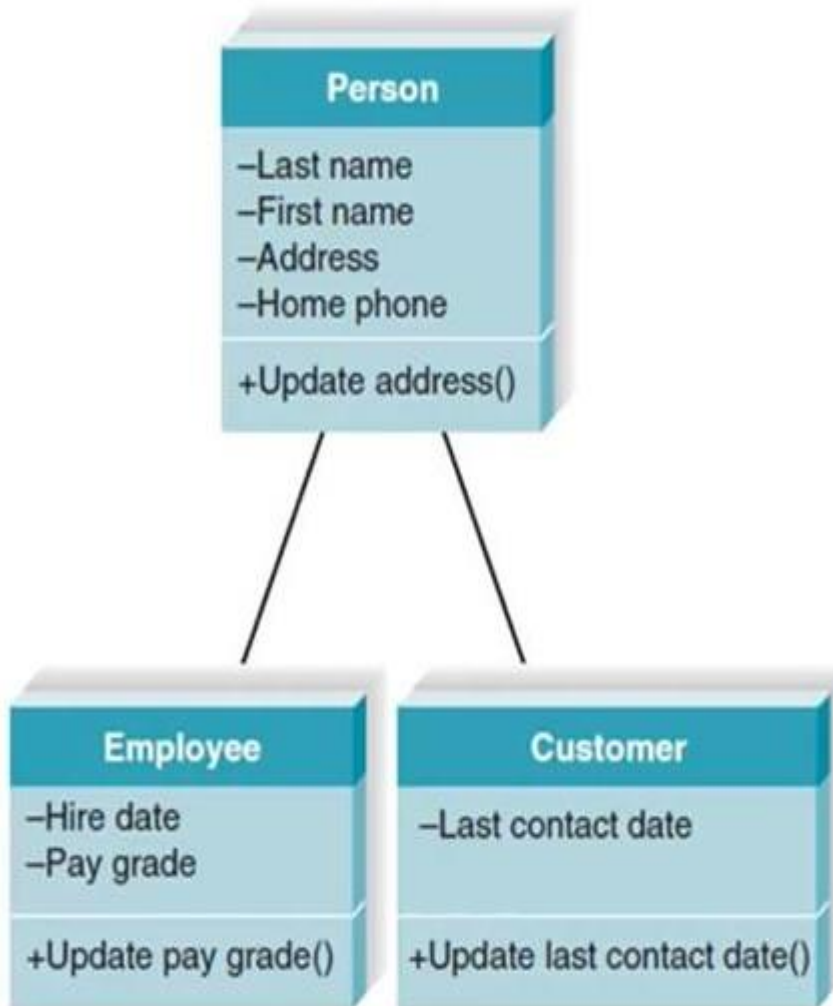 Person
–Last name
–First name
–Address
–Home phone
+Update address()
Employee
–Hire date
–Pay grade
+Update pay grade()
Customer
–Last contact date
+Update last contact date()